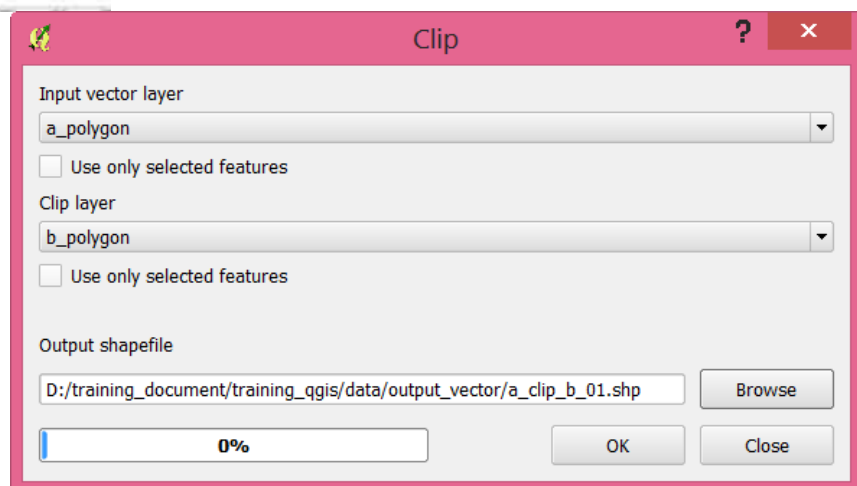 Clip
?
Input vector layer
a_polygon
Use only selected features
Clip layer
b_polygon
Use only selected features
Output shapefile
D:/training_document/training_qgis/data/output_vector/a_clip_b_01.shp Browse
0% OK Close